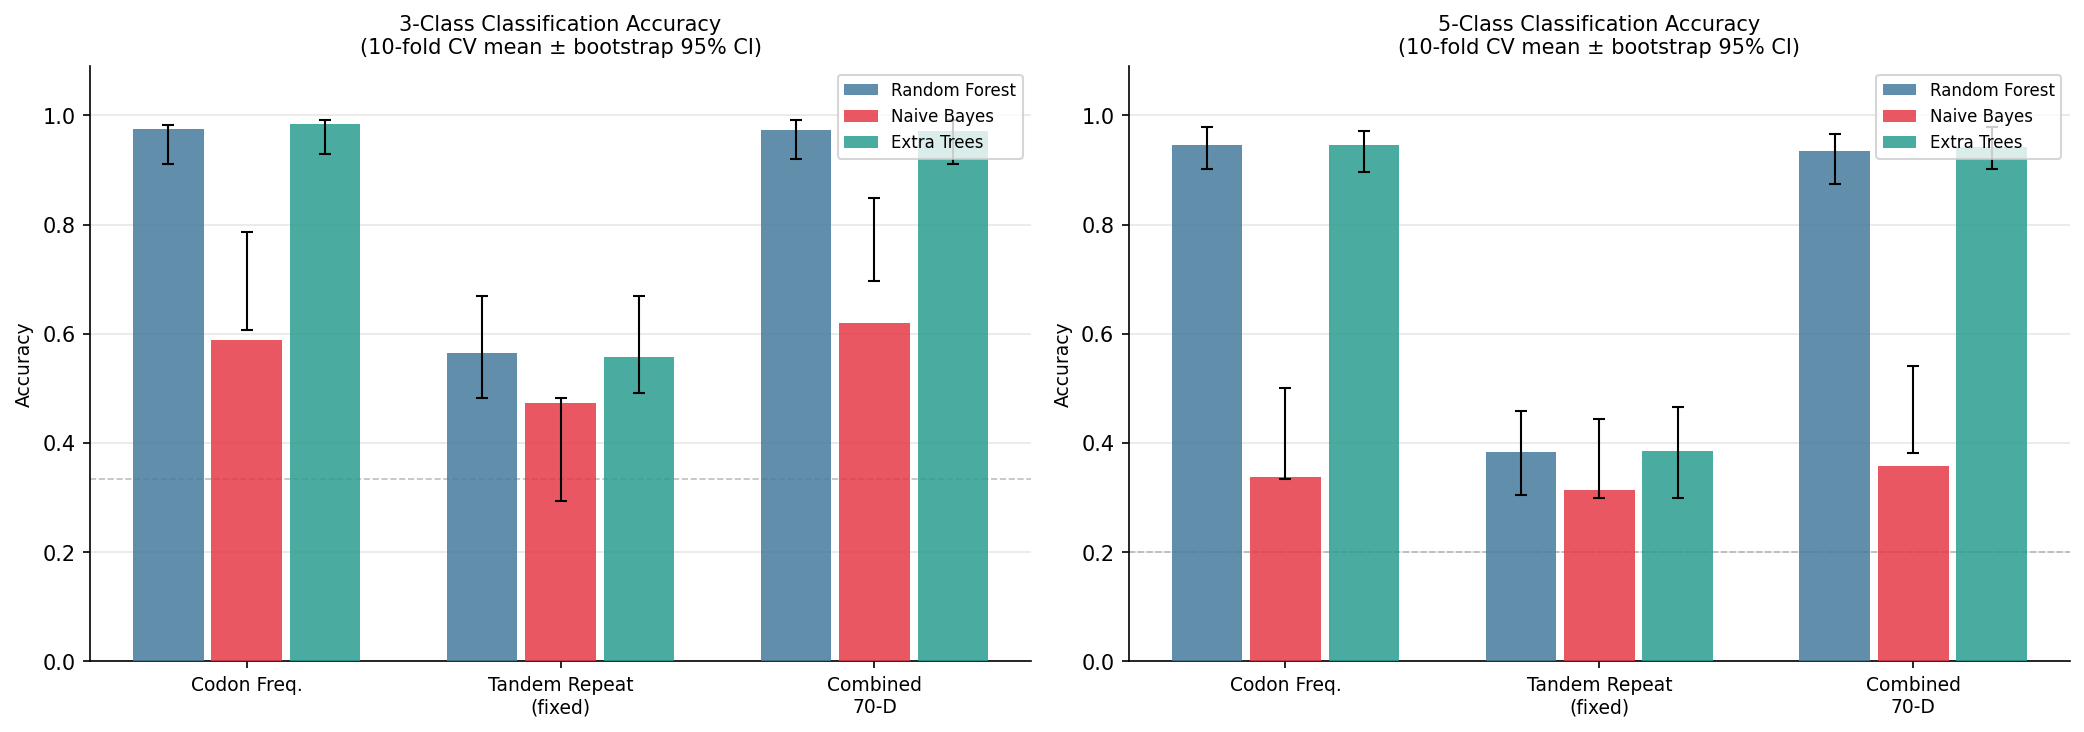 3-Class Classification Accuracy
(10-fold CV mean ± bootstrap 95% CI)
Random Forest
Naive Bayes
Extra Trees
1.0
0.8
0.6
0.4
0.2
0.0
Accuracy
Codon Freq.
Tandem Repeat
(fixed)
Combined
70-D
5-Class Classification Accuracy
(10-fold CV mean ± bootstrap 95% CI)
Random Forest
Naive Bayes
Extra Trees
1.0
0.8
0.6
0.4
0.2
0.0
Accuracy
Codon Freq.
Tandem Repeat
(fixed)
Combined
70-D